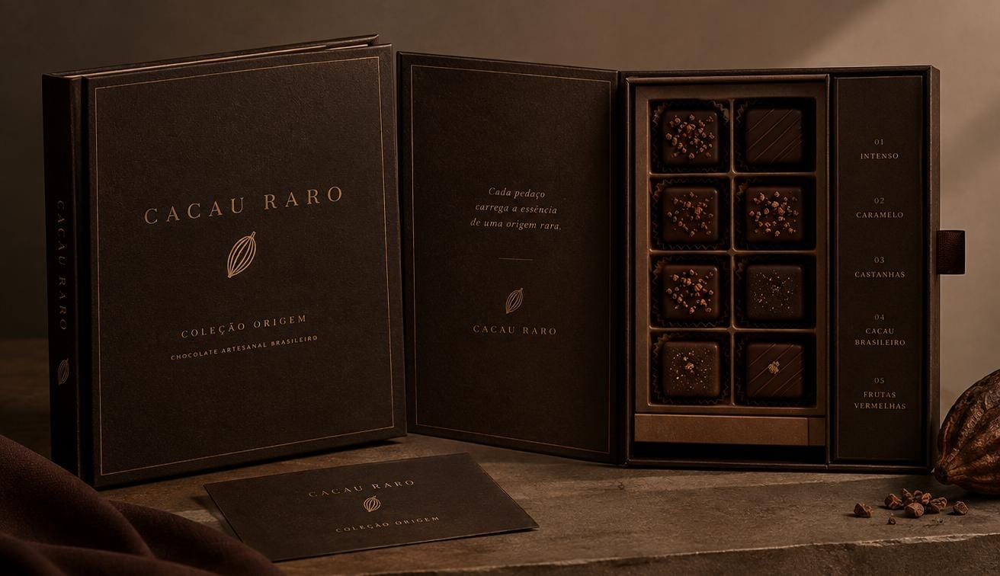 CACAU RARO
CACAU RARO
COLEÇÃO ORIGEM
CHOCOLATE ARTESANAL BRASILEIRO
Cada pedaço
carrega a essência
de uma origem rara.
CACAU RARO
01
INTENSO
02
CARAMELO
03
CASTANHAS
04
CACAU
BRASILEIRO
05
FRUTAS
VERMELHAS
CACAU RARO
COLEÇÃO ORIGEM